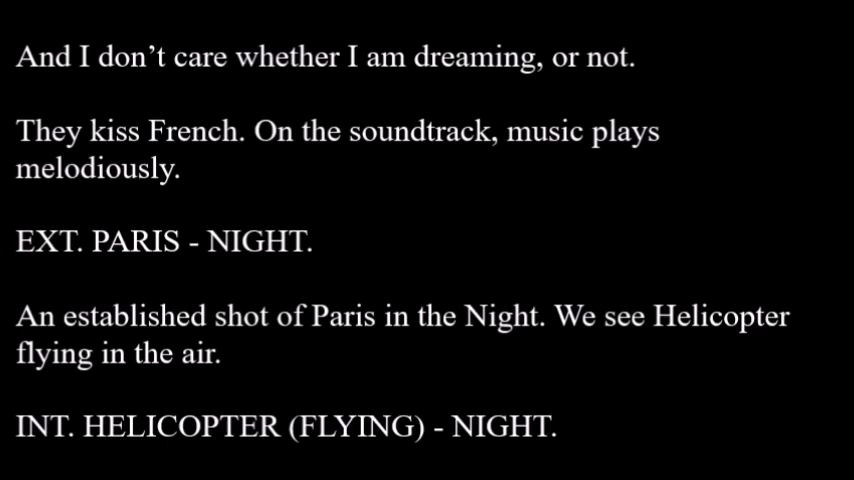 And I don’t care whether I am dreaming, or not.
They kiss French. On the soundtrack, music plays
melodiously.
EXT. PARIS - NIGHT.
An established shot of Paris in the Night. We see Helicopter
flying in the air.
INT. HELICOPTER (FLYING) - NIGHT.